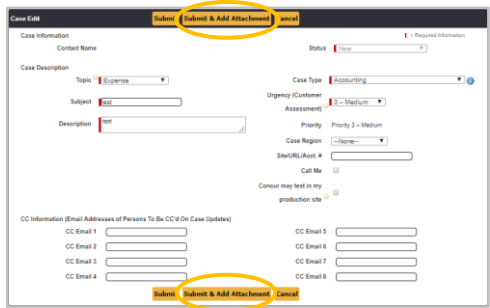 Case Edit Submi Submit & Add Attachment Cancel
Case Information | = Required Information
Contact Name Status New
Case Description
Topic Expense Case Type Accounting
Subject test Urgency (Customer Assessment) 3 – Medium
Description test Priority Priority 3 – Medium
Case Region --None--
Site/URL/Acct. #
Call Me
Concur may test in my production site
CC Information (Email Addresses of Persons To Be CC'd On Case Updates)
CC Email 1 CC Email 5
CC Email 2 CC Email 6
CC Email 3 CC Email 7
CC Email 4 CC Email 8
Submi Submit & Add Attachment Cancel